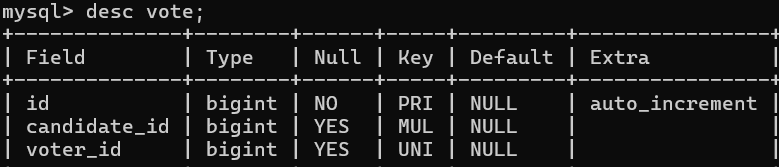 mysql> desc vote;
+--------------+--------+------+-----+---------+----------------+
| Field        | Type   | Null | Key | Default | Extra          |
+--------------+--------+------+-----+---------+----------------+
| id           | bigint | NO   | PRI | NULL    | auto_increment |
| candidate_id | bigint | YES  | MUL | NULL    |                |
| voter_id     | bigint | YES  | UNI | NULL    |                |